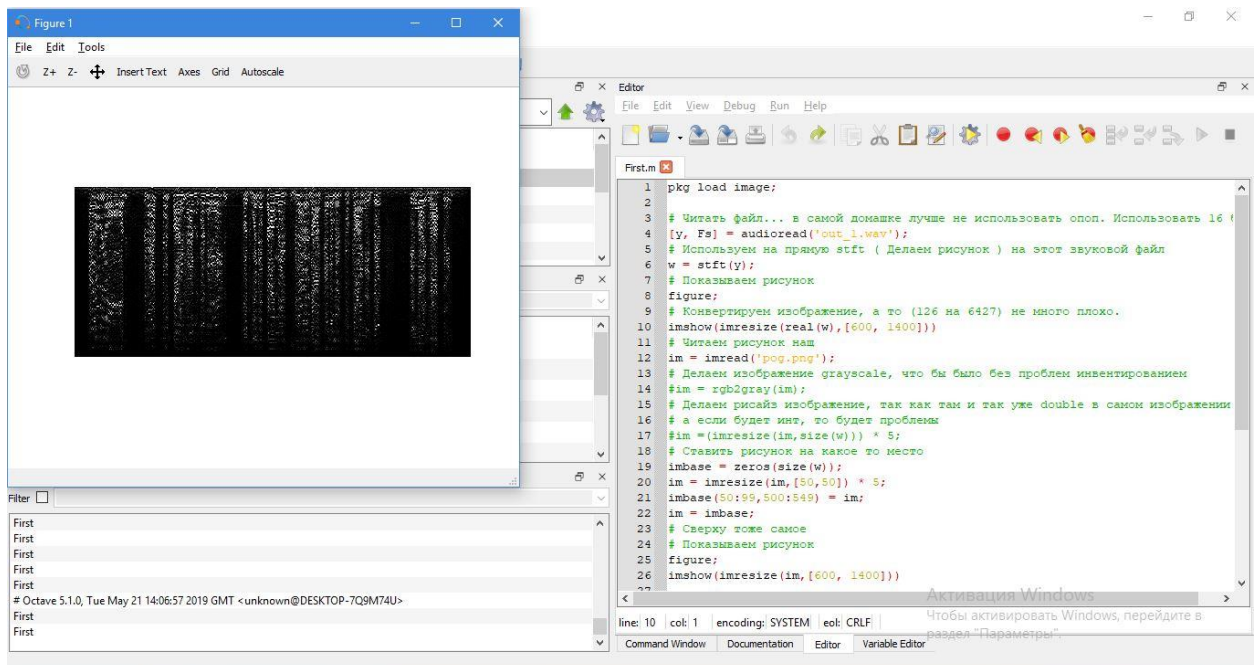 Figure 1
File Edit Tools
Z+ Z- Insert Text Axes Grid Autoscale
Filter
First
First
First
First
First
# Octave 5.1.0, Tue May 21 14:06:57 2019 GMT <unknown@DESKTOP-7Q9M74U>
First
First
Editor
File Edit View Debug Run Help
First.m
1 pkg load image;
2
3 # Читать файл... в самой домашке лучше не использовать опоп. Использовать 16
4 [y, Fs] = audioread('out_1.wav');
5 # Используем на прямую stft ( Делаем рисунок ) на этот звуковой файл
6 w = stft(y);
7 # Показываем рисунок
8 figure;
9 # Конвертируем изображение, а то (126 на 6427) не много плохо.
10 imshow(imresize(real(w),[600, 1400]))
11 # Читаем рисунок наш
12 im = imread('pog.png');
13 # Делаем изображение grayscale, что бы было без проблем инвентированием
14 #im = rgb2gray(im);
15 # Делаем рисайз изображение, так как там и так уже double в самом изображении
16 # а если будет инт, то будет проблемы
17 #im =(imresize(im,size(w))) * 5;
18 # Ставить рисунок на какое то место
19 imbase = zeros(size(w));
20 im = imresize(im,[50,50]) * 5;
21 imbase(50:99,500:549) = im;
22 im = imbase;
23 # Сверху тоже самое
24 # Показываем рисунок
25 figure;
26 imshow(imresize(im,[600, 1400]))
Активация Windows
Чтобы активировать Windows, перейдите в
раздел "Параметры".
line: 10 col: 1 encoding: SYSTEM eol: CRLF
Command Window Documentation Editor Variable Editor